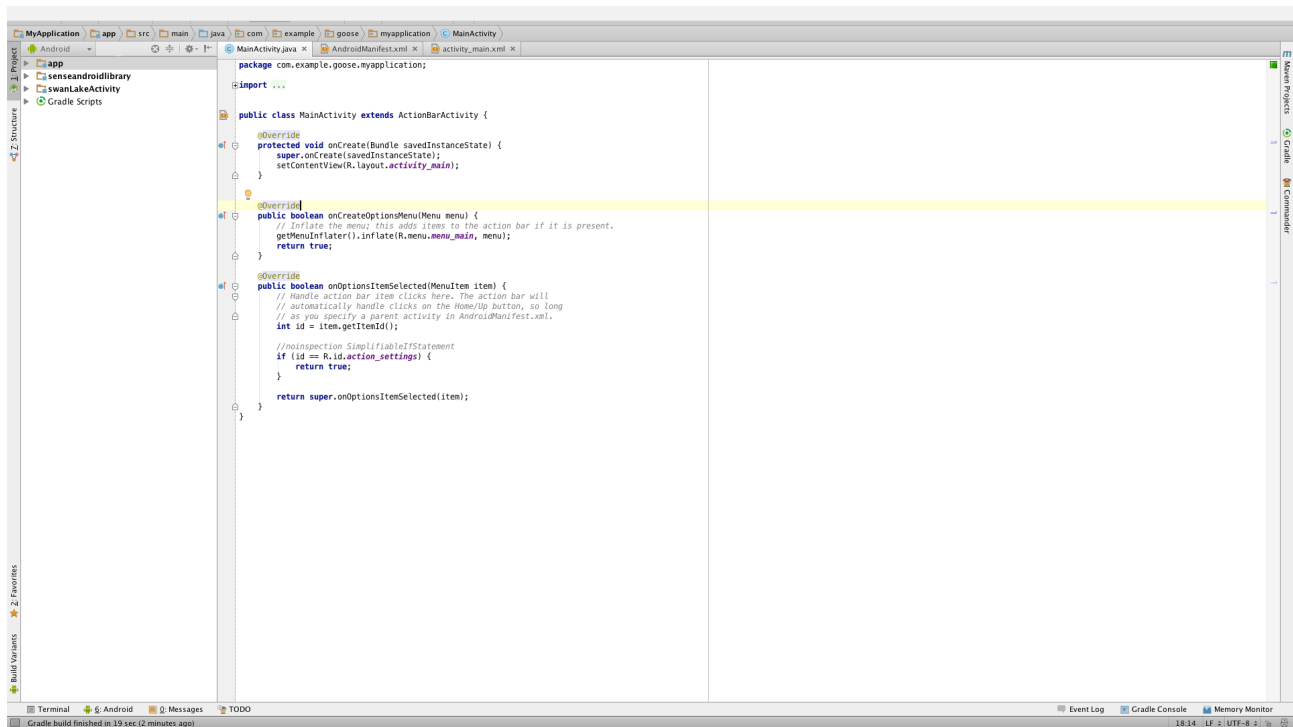 MyApplication app src main java com example goose myapplication MainActivity
Android
MainActivity.java AndroidManifest.xml activity_main.xml
1: Project
Z: Structure
2: Favorites
Build Variants
app
senseandroidlibrary
swanLakeActivity
Gradle Scripts
package com.example.goose.myapplication;
import ...
public class MainActivity extends ActionBarActivity {
@Override
protected void onCreate(Bundle savedInstanceState) {
super.onCreate(savedInstanceState);
setContentView(R.layout.activity_main);
}
@Override
public boolean onCreateOptionsMenu(Menu menu) {
// Inflate the menu; this adds items to the action bar if it is present.
getMenuInflater().inflate(R.menu.menu_main, menu);
return true;
}
@Override
public boolean onOptionsItemSelected(MenuItem item) {
// Handle action bar item clicks here. The action bar will
// automatically handle clicks on the Home/Up button, so long
// as you specify a parent activity in AndroidManifest.xml.
int id = item.getItemId();
//noinspection SimplifiableIfStatement
if (id == R.id.action_settings) {
return true;
}
return super.onOptionsItemSelected(item);
}
}
m Maven Projects
Gradle
Commander
Terminal 6: Android 0: Messages TODO Event Log Gradle Console Memory Monitor
Gradle build finished in 19 sec (2 minutes ago) 18:14 LF UTF-8